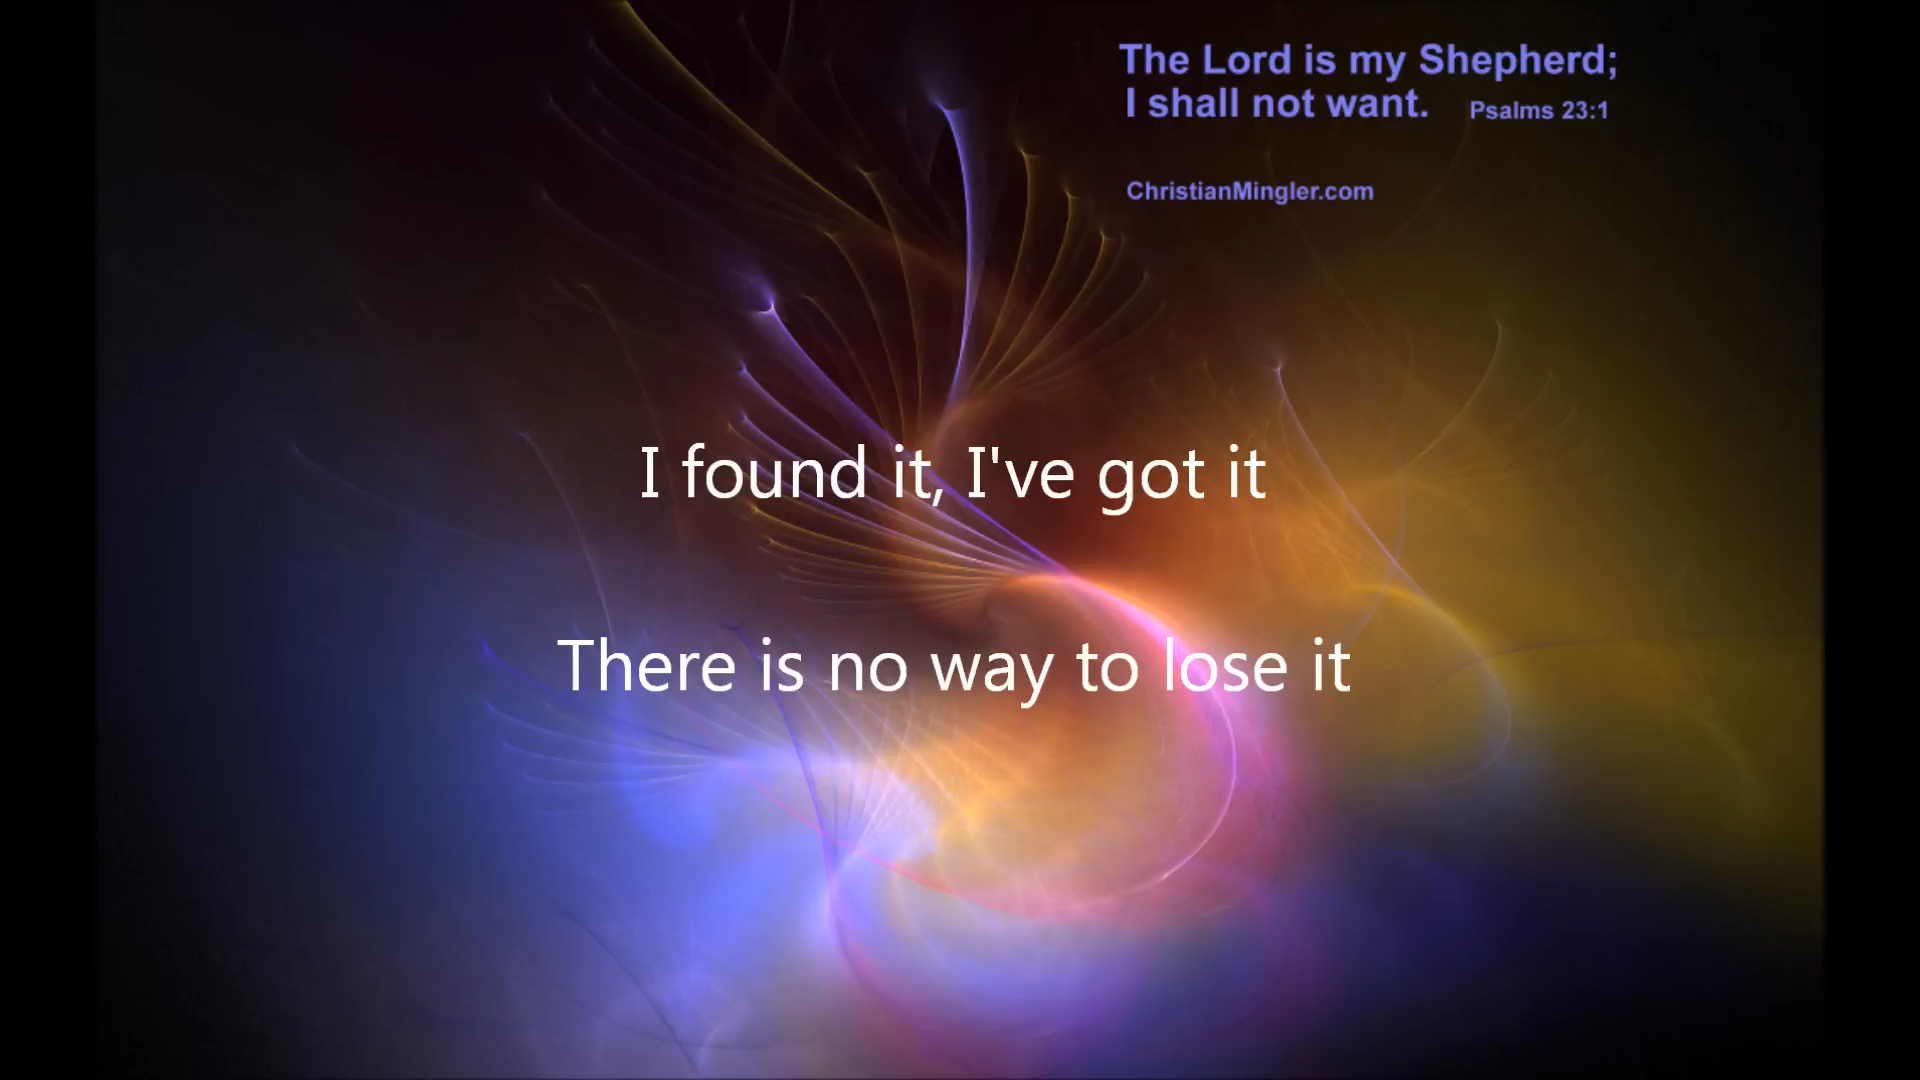 The Lord is my Shepherd;
I shall not want. Psalms 23:1
ChristianMingler.com
I found it, I've got it
There is no way to lose it